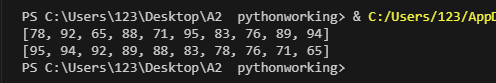 PS C:\Users\123\Desktop\A2 pythonworking> & C:/Users/123/AppD
[78, 92, 65, 88, 71, 95, 83, 76, 89, 94]
[95, 94, 92, 89, 88, 83, 78, 76, 71, 65]
PS C:\Users\123\Desktop\A2 pythonworking>